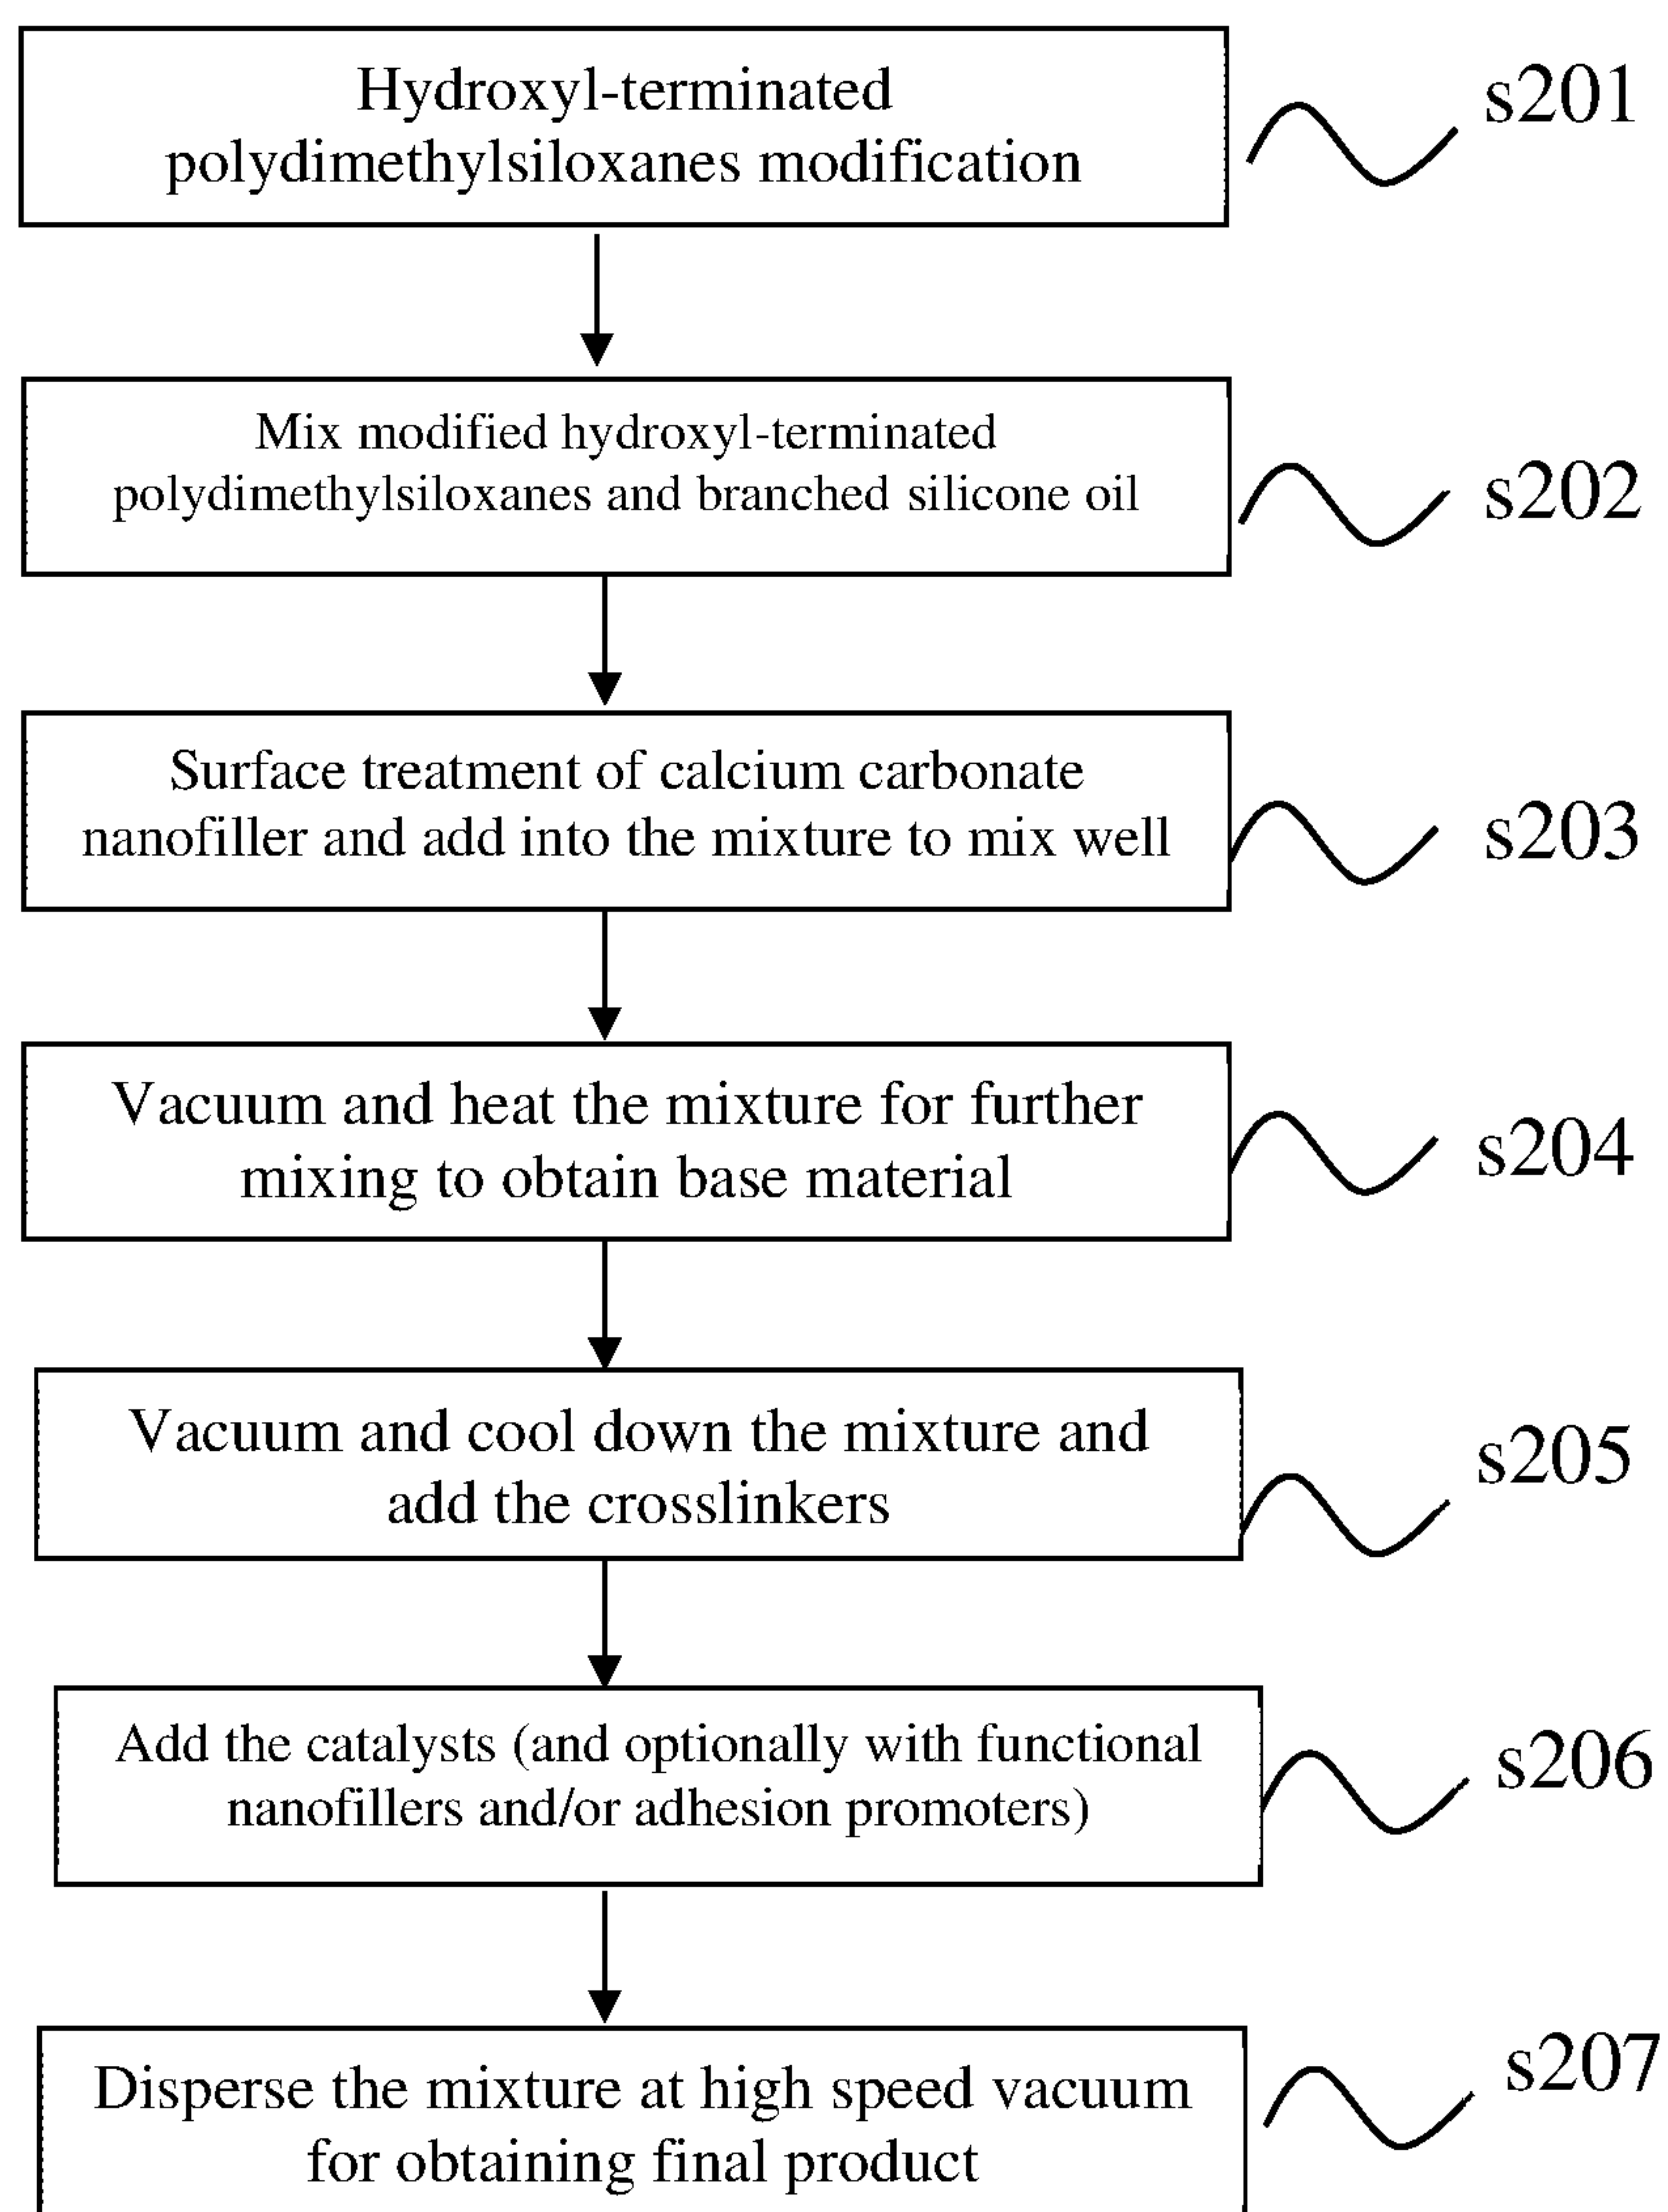 Hydroxyl-terminated
polydimethylsiloxanes modification
s201
Mix modified hydroxyl-terminated
polydimethylsiloxanes and branched silicone oil
s202
Surface treatment of calcium carbonate
nanofiller and add into the mixture to mix well
s203
Vacuum and heat the mixture for further
mixing to obtain base material
s204
Vacuum and cool down the mixture and
add the crosslinkers
s205
Add the catalysts (and optionally with functional
nanofillers and/or adhesion promoters)
s206
Disperse the mixture at high speed vacuum
for obtaining final product
s207